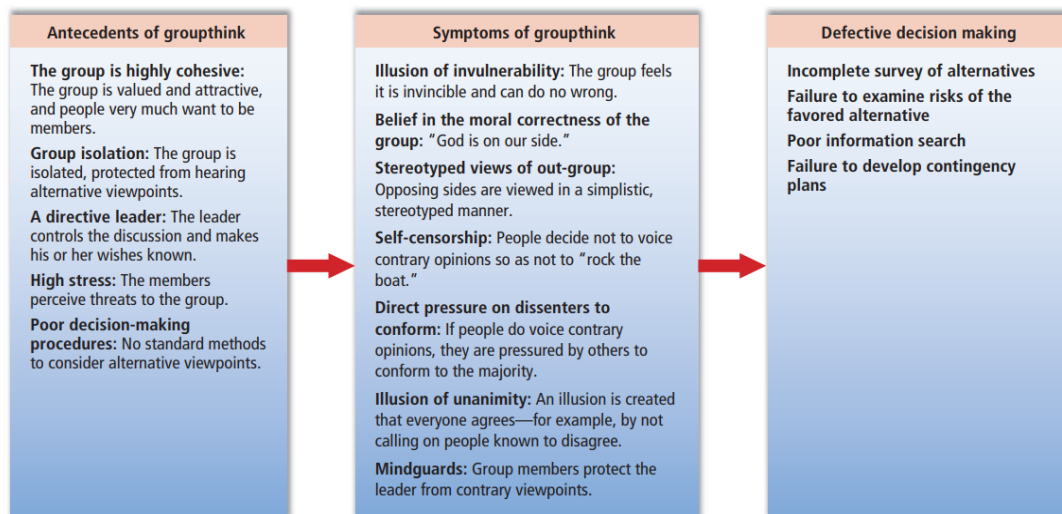 Antecedents of groupthink
The group is highly cohesive:
The group is valued and attractive,
and people very much want to be
members.
Group isolation: The group is
isolated, protected from hearing
alternative viewpoints.
A directive leader: The leader
controls the discussion and makes
his or her wishes known.
High stress: The members
perceive threats to the group.
Poor decision-making
procedures: No standard methods
to consider alternative viewpoints.
Symptoms of groupthink
Illusion of invulnerability: The group feels
it is invincible and can do no wrong.
Belief in the moral correctness of the
group: “God is on our side.”
Stereotyped views of out-group:
Opposing sides are viewed in a simplistic,
stereotyped manner.
Self-censorship: People decide not to voice
contrary opinions so as not to “rock the
boat.”
Direct pressure on dissenters to
conform: If people do voice contrary
opinions, they are pressured by others to
conform to the majority.
Illusion of unanimity: An illusion is created
that everyone agrees—for example, by not
calling on people known to disagree.
Mindguards: Group members protect the
leader from contrary viewpoints.
Defective decision making
Incomplete survey of alternatives
Failure to examine risks of the
favored alternative
Poor information search
Failure to develop contingency
plans